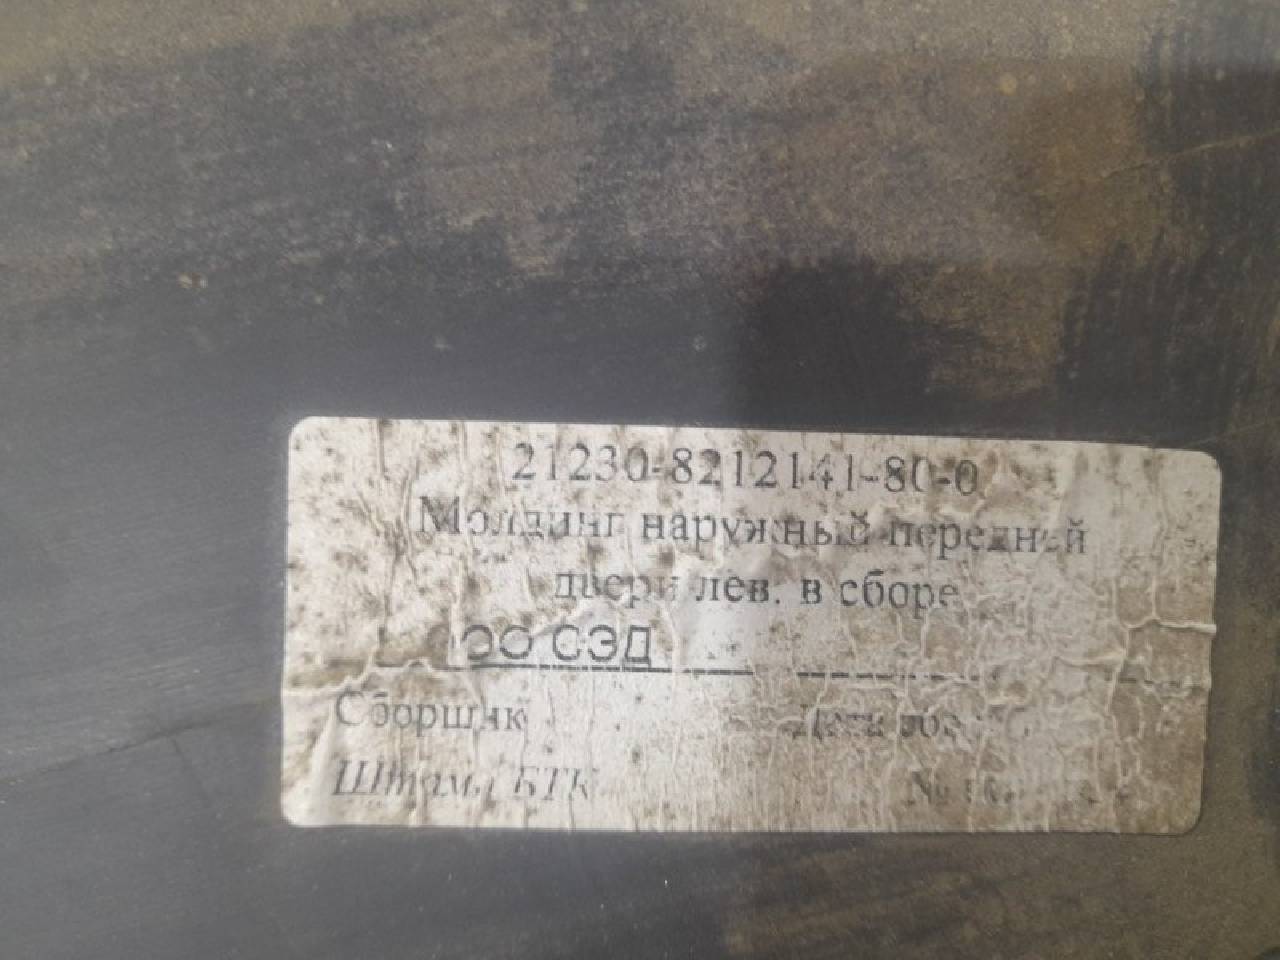 21230-8212141-80-0
Молдинг наружный передней
двери лев. в сборе
ООО СЭД
Сборщик
Штамп БТК